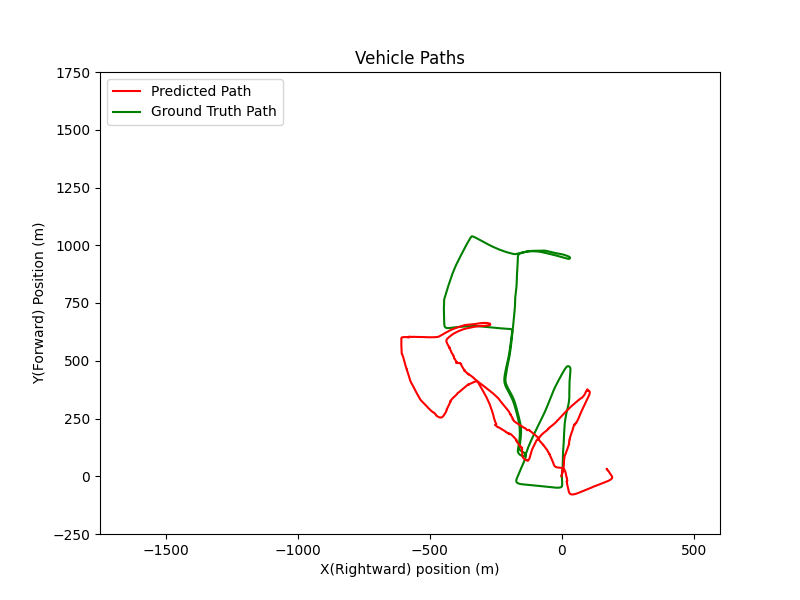 Vehicle Paths
Predicted Path
Ground Truth Path
1750
1500
1250
1000
750
500
250
0
−250
Y(Forward) Position (m)
−1500
−1000
−500
0
500
X(Rightward) position (m)